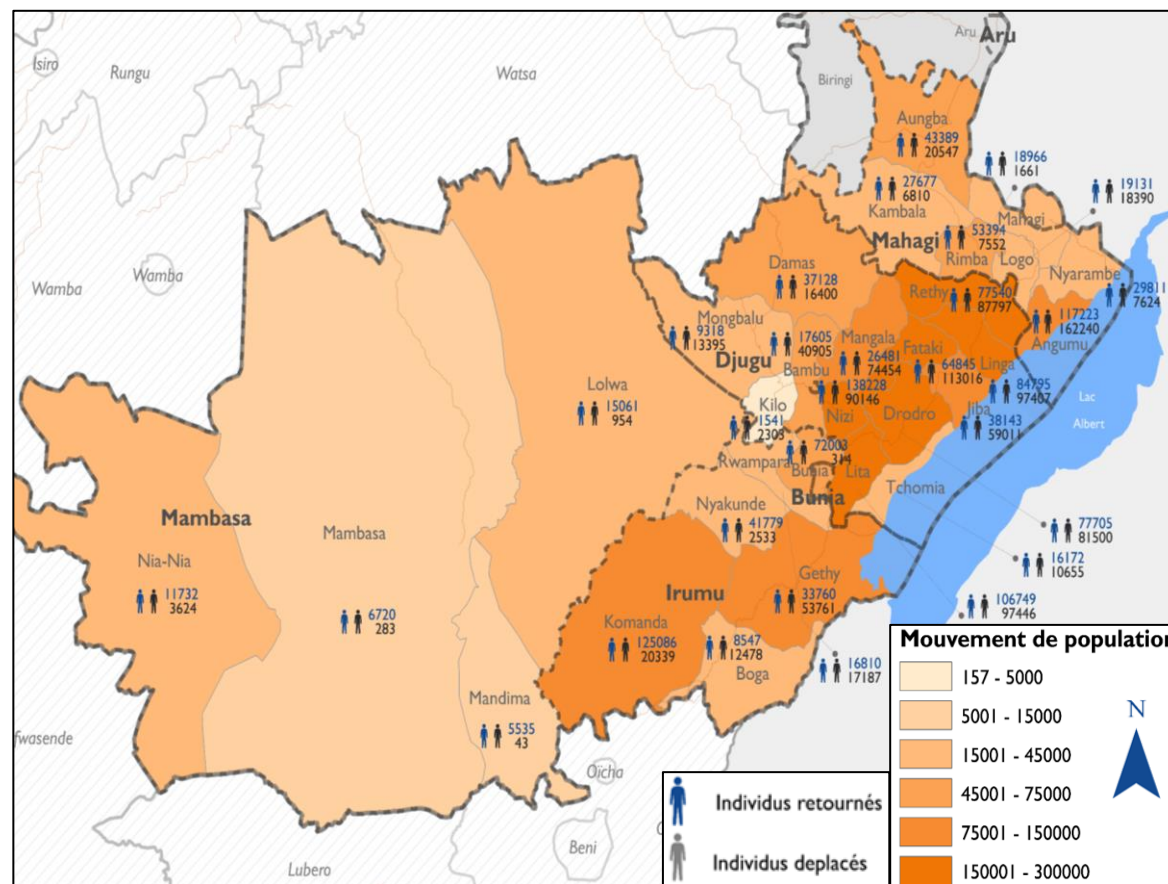 Aru
Aru
Isiro
Rungu
Watsa
Biringi
Aungba
43389
20547
18966
1661
19131
18390
27677
6810
Kambala
Mahagi
Mahagi
53394
7552
Rimba
Logo
Nyarambe
Wamba
Wamba
Damas
37128
16400
Rethy
77540
87797
29811
7624
117223
162240
Angumu
Mongbalu
9318
13395
Djugu
17605
40905
Bambu
Mangala
26481
74454
Fataki
64845
113016
Linga
84795
97467
Lac
Albert
Lolwa
15061
954
Kilo
1541
2303
138228
90146
Nizi
Drodro
Jiba
38143
59011
72003
314
Rwampara
Bunia
Bunia
Lita
Tchomia
Nyakunde
41779
2533
77705
81500
16172
10655
106749
97446
Mambasa
Mambasa
Nia-Nia
11732
3624
6720
283
Irumu
Gethy
33760
53761
Komanda
125086
20339
8547
12478
Boga
16810
17187
Mandima
5535
43
fwasende
Oïcha
Beni
Lubero
Individus retournés
Individus deplacés
Mouvement de population
157 - 5000
5001 - 15000
15001 - 45000
45001 - 75000
75001 - 150000
150001 - 300000
N